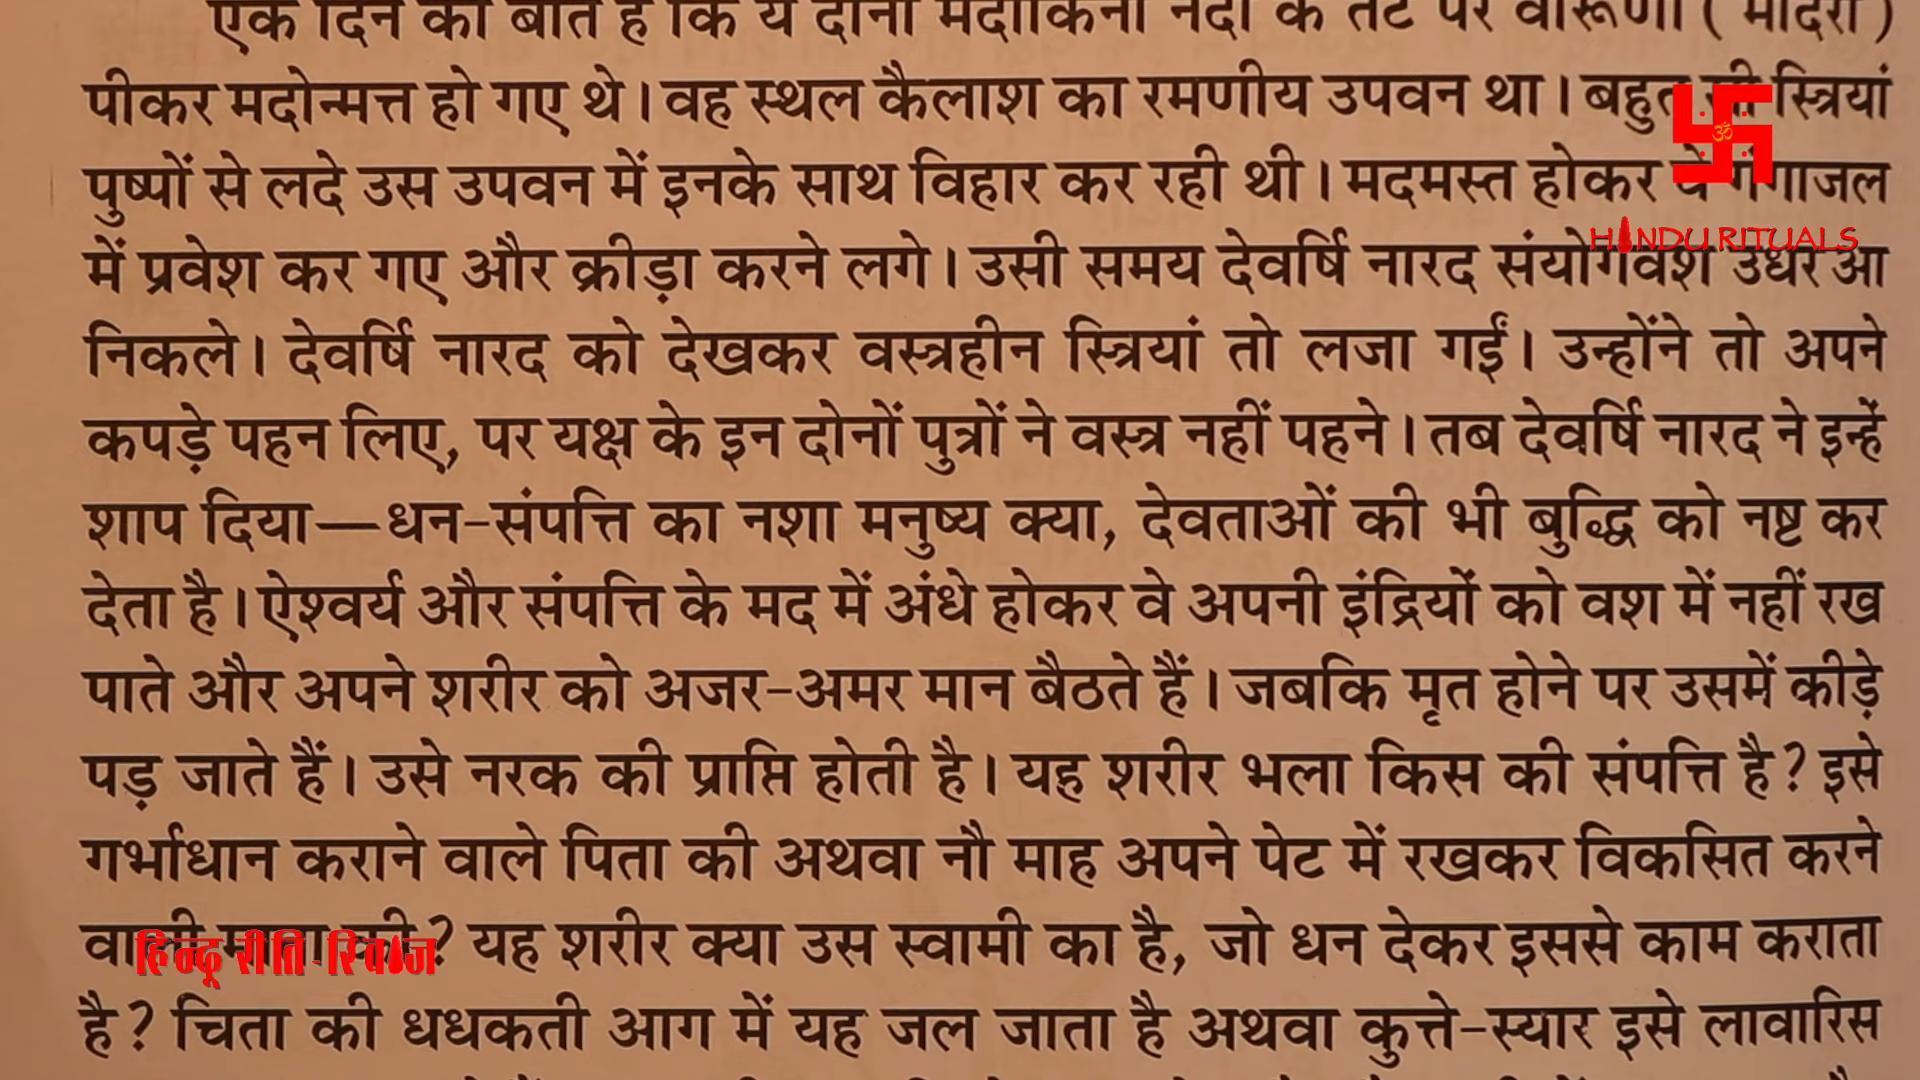 एक दिन की बात है कि ये दोनों मंदाकिनी नदी के तट पर वारूणी ( मदिरा )
पीकर मदोन्मत्त हो गए थे। वह स्थल कैलाश का रमणीय उपवन था। बहुत सी स्त्रियां
पुष्पों से लदे उस उपवन में इनके साथ विहार कर रही थी। मदमस्त होकर ये गंगाजल
HINDU RITUALS
में प्रवेश कर गए और क्रीड़ा करने लगे। उसी समय देवर्षि नारद संयोगवश उधर आ
निकले। देवर्षि नारद को देखकर वस्त्रहीन स्त्रियां तो लजा गईं। उन्होंने तो अपने
कपड़े पहन लिए, पर यक्ष के इन दोनों पुत्रों ने वस्त्र नहीं पहने। तब देवर्षि नारद ने इन्हें
शाप दिया—धन-संपत्ति का नशा मनुष्य क्या, देवताओं की भी बुद्धि को नष्ट कर
देता है। ऐश्वर्य और संपत्ति के मद में अंधे होकर वे अपनी इंद्रियों को वश में नहीं रख
पाते और अपने शरीर को अजर-अमर मान बैठते हैं। जबकि मृत होने पर उसमें कीड़े
पड़ जाते हैं। उसे नरक की प्राप्ति होती है। यह शरीर भला किस की संपत्ति है? इसे
गर्भाधान कराने वाले पिता की अथवा नौ माह अपने पेट में रखकर विकसित करने
वाली माता की? यह शरीर क्या उस स्वामी का है, जो धन देकर इससे काम कराता
हिन्दू रीति-रिवाज
है? चिता की धधकती आग में यह जल जाता है अथवा कुत्ते-स्यार इसे लावारिस